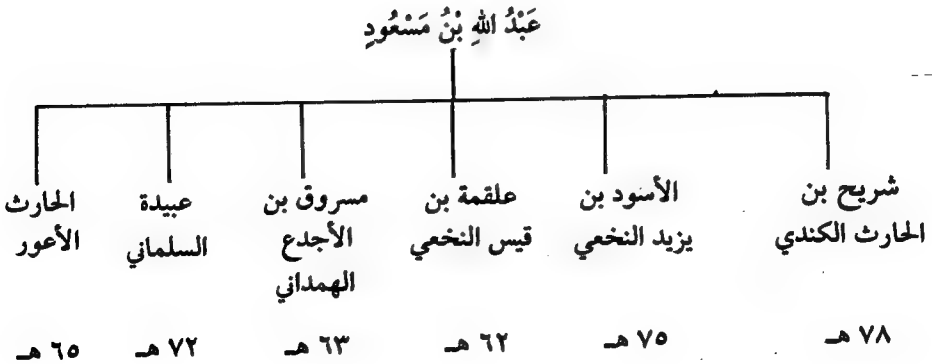 عَبْدُ اللهِ بْنُ مَسْعُودٍ
شريح بن
الحارث الكندي
٧٨ هـ
الأسود بن
يزيد النخعي
٧٥ هـ
علقمة بن
قيس النخعي
٦٢ هـ
مسروق بن
الأجدع
الهمداني
٦٣ هـ
عبيدة
السلماني
٧٢ هـ
الحارث
الأعور
٦٥ هـ